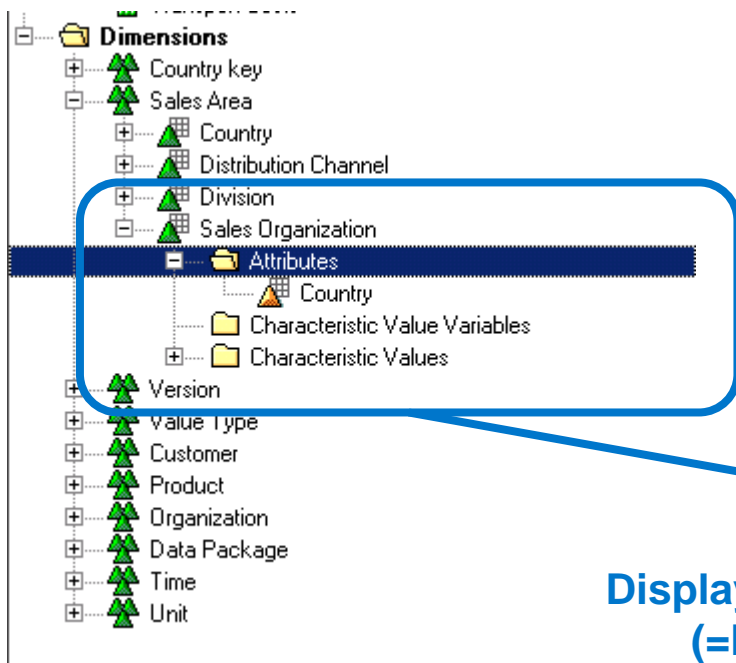 Dimensions
Country key
Sales Area
Country
Distribution Channel
Division
Sales Organization
Attributes
Country
Characteristic Value Variables
Characteristic Values
Version
Value Type
Customer
Product
Organization
Data Package
Time
Unit
Display
(=